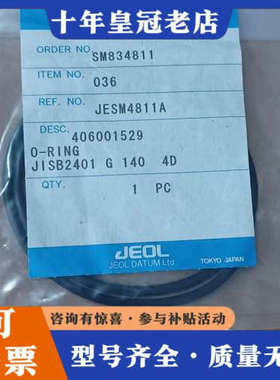 十年皇冠老店
ORDER NO SM834811
ITEM NO. 036
REF. NO. JESM4811A
DESC. 406001529
O-RING
JISB2401 G 140 4D
QTY. 1 PC
JEOL
JEOL DATUM Ltd. TOKYO JAPAN
咨询有惊喜·参与补贴活动
票
型号齐全·质量保证